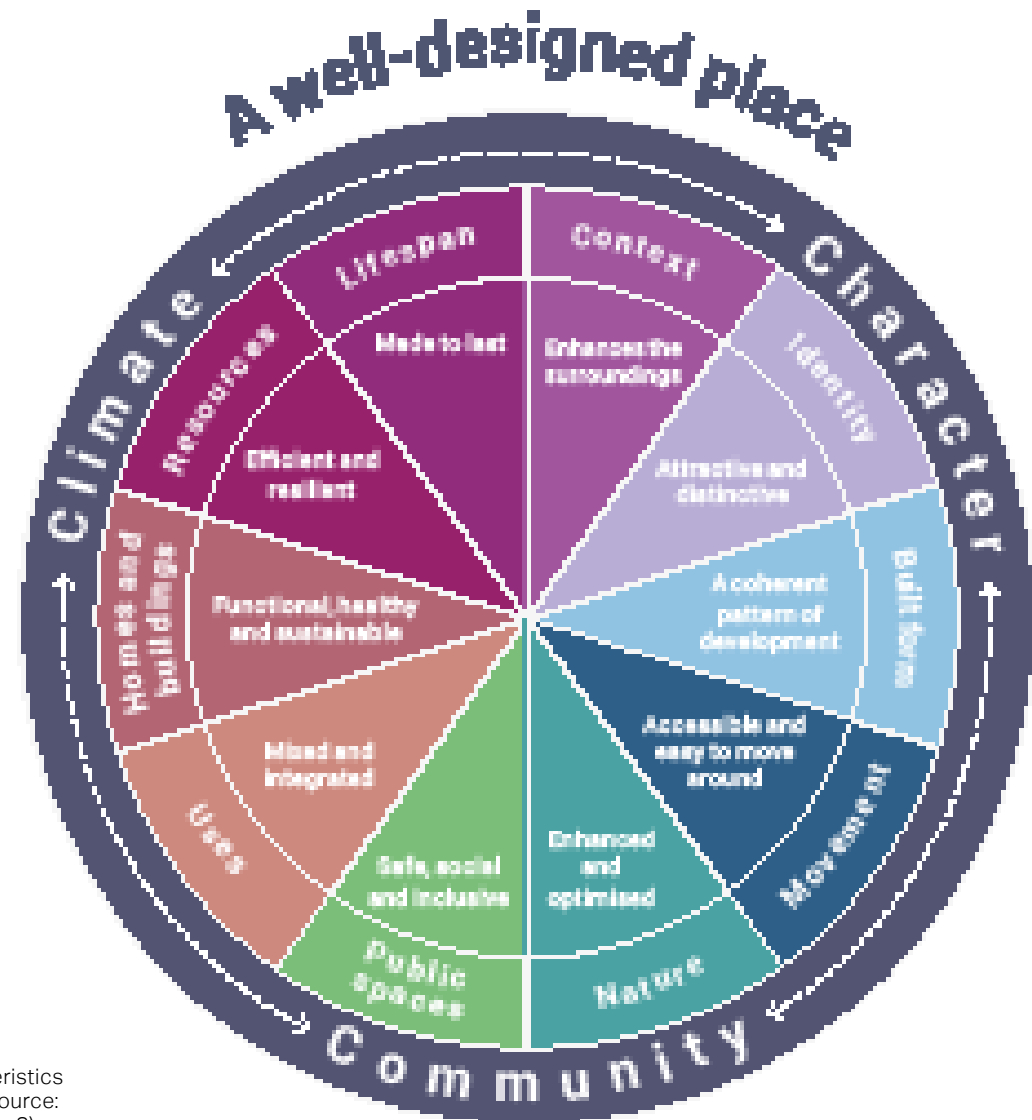 A well-designed place
Climate
Character
Community
Lifespan
Made to last
Context
Enhances the
surroundings
Identity
Attractive and
distinctive
Built form
A coherent
pattern of
development
Movement
Accessible and
easy to move
around
Nature
Enhanced
and
optimised
Public
spaces
Safe, social
and inclusive
Uses
Mixed and
integrated
Homes and
buildings
Functional, healthy
and sustainable
Resources
Efficient and
resilient
eristics
ource: